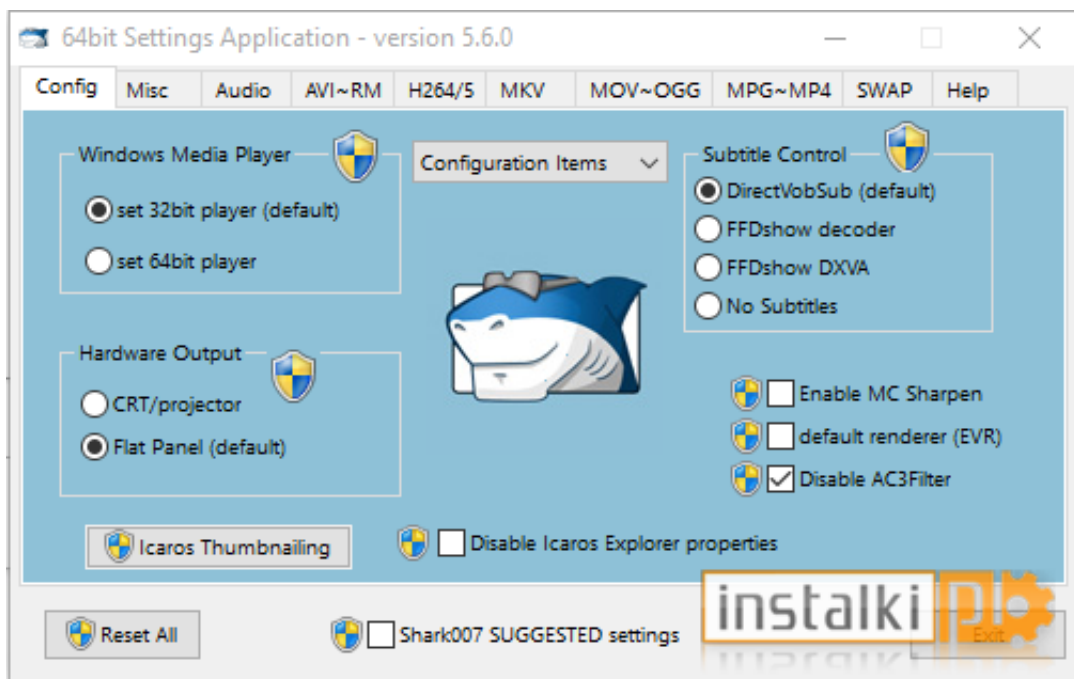 64bit Settings Application - version 5.6.0
Config Misc Audio AVI~RM H264/5 MKV MOV~OGG MPG~MP4 SWAP Help
Windows Media Player
set 32bit player (default)
set 64bit player
Configuration Items
Subtitle Control
DirectVobSub (default)
FFDshow decoder
FFDshow DXVA
No Subtitles
Hardware Output
CRT/projector
Flat Panel (default)
Enable MC Sharpen
default renderer (EVR)
Disable AC3Filter
Icaros Thumbnailing
Disable Icaros Explorer properties
Reset All
Shark007 SUGGESTED settings
Exit
instalki pl